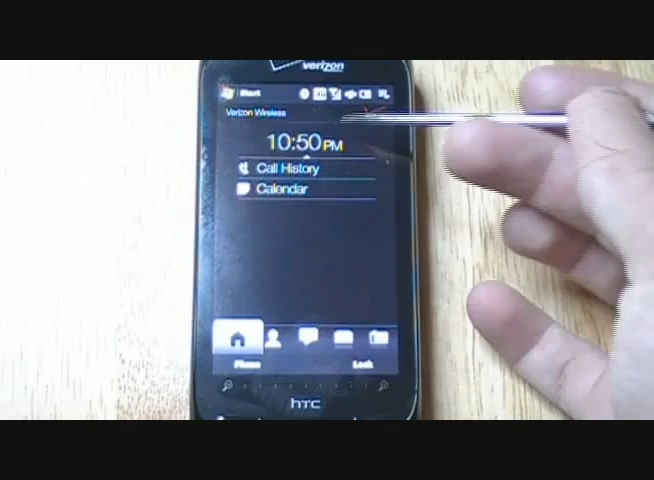 verizon
Start
Verizon Wireless
10:50 PM
Call History
Calendar
Phone
Lock
hTC